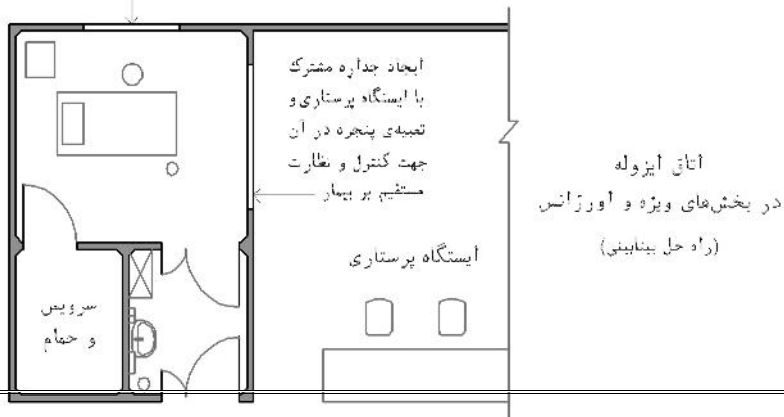 ایجاد جداره مشترک
با ایستگاه پرستاری و
تعبیه‌ی پنجره در آن
جهت کنترل و نظارت
مستقیم بر بیمار
ایستگاه پرستاری
سرویس
و حمام
اتاق ایزوله
در بخش‌های ویژه و اورژانس
(راه حل بینابینی)